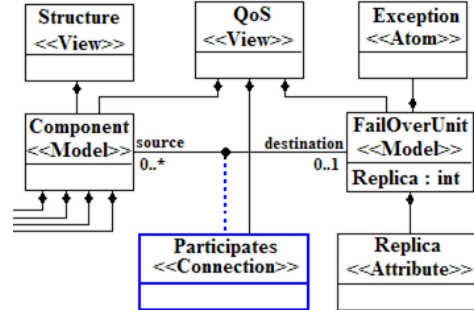 Structure
<<View>>
QoS
<<View>>
Exception
<<Atom>>
Component
<<Model>>
source
0..*
destination
0..1
FailOverUnit
<<Model>>
Replica : int
Participates
<<Connection>>
Replica
<<Attribute>>